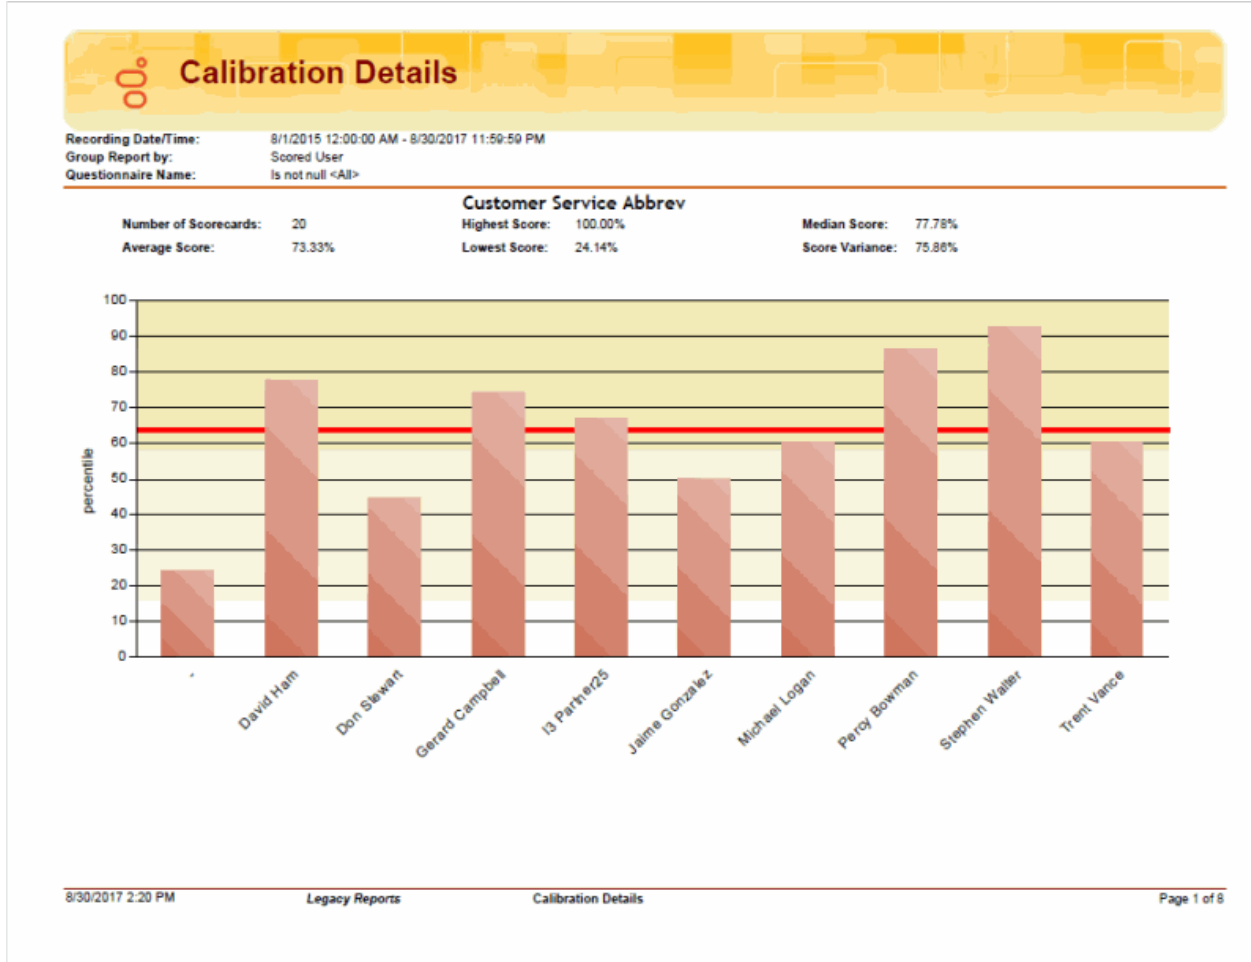 Calibration Details
Recording Date/Time: 8/1/2015 12:00:00 AM - 8/30/2017 11:59:59 PM
Group Report by: Scored User
Questionnaire Name: Is not null <All>
Customer Service Abbrev
Number of Scorecards: 20 Highest Score: 100.00% Median Score: 77.78%
Average Score: 73.33% Lowest Score: 24.14% Score Variance: 75.86%
100
90
80
70
60
50
40
30
20
10
0
percentile
-
David Ham
Don Stewart
Gerard Campbell
I3 Partner25
Jaime Gonzalez
Michael Logan
Percy Bowman
Stephen Walter
Trent Vance
8/30/2017 2:20 PM Legacy Reports Calibration Details Page 1 of 8